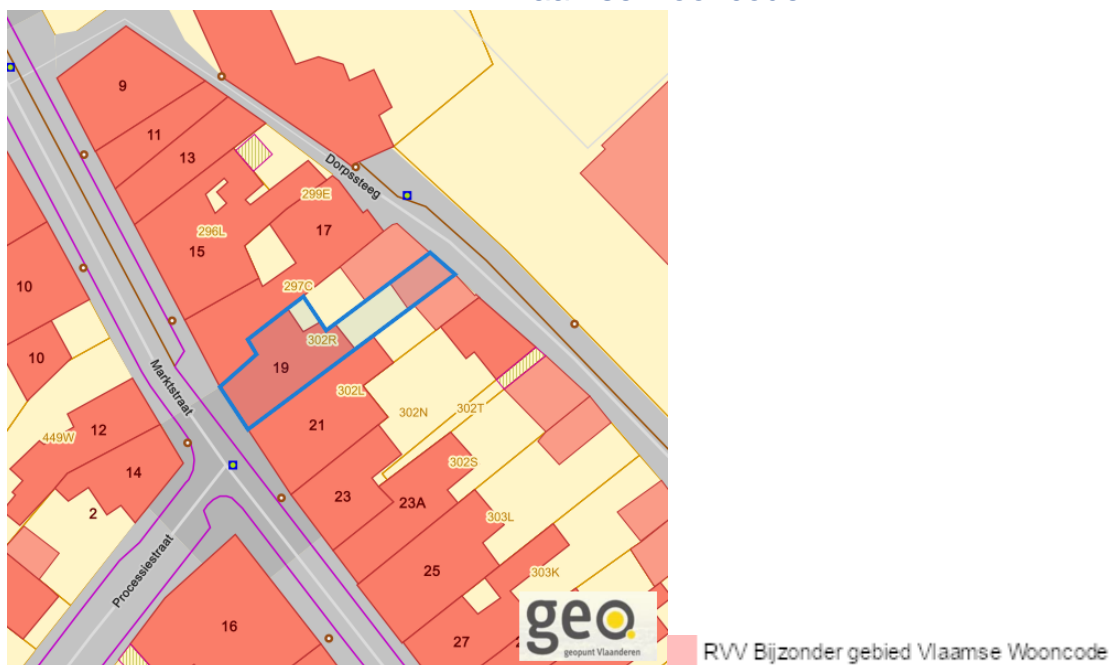 9
11
13
Dorpssteeg
299E
296L
17
15
10
297C
302R
10
19
Marktstraat
302L
302N
302T
21
12
449W
14
302S
23
23A
2
303L
Processiestraat
25
303K
16
27
geo.
geopunt Vlaanderen
RVV Bijzonder gebied Vlaamse Wooncode